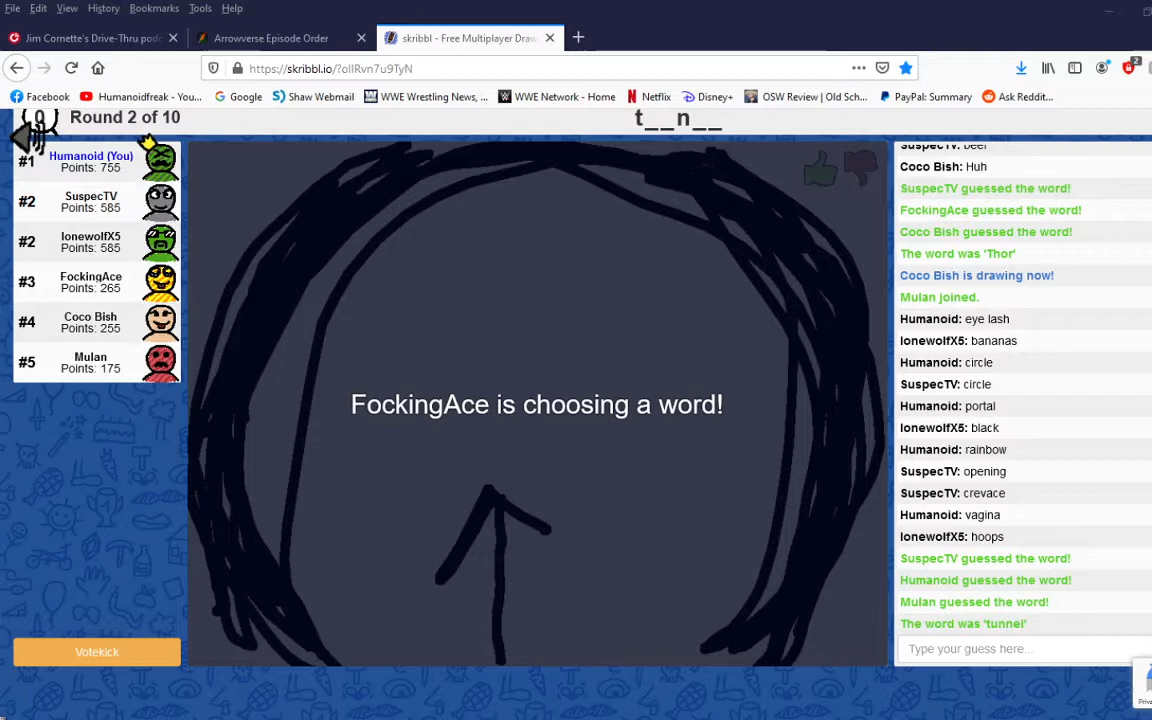 File Edit View History Bookmarks Tools Help
Jim Cornette's Drive-Thru pod
Arrowverse Episode Order
skribbl - Free Multiplayer Draw
https://skribbl.io/?olIRvn7u9TyN
2
Facebook
Humanoidfreak - You...
Google
Shaw Webmail
WWE Wrestling News, ...
WWE Network - Home
Netflix
Disney+
OSW Review | Old Sch...
PayPal: Summary
Ask Reddit...
0
Round 2 of 10
t__n__
#1 Humanoid (You)
Points: 755
#2 SuspecTV
Points: 585
#2 lonewolfX5
Points: 585
#3 FockingAce
Points: 265
#4 Coco Bish
Points: 255
#5 Mulan
Points: 175
Votekick
FockingAce is choosing a word!
SuspecTV: beer
Coco Bish: Huh
SuspecTV guessed the word!
FockingAce guessed the word!
Coco Bish guessed the word!
The word was 'Thor'
Coco Bish is drawing now!
Mulan joined.
Humanoid: eye lash
lonewolfX5: bananas
Humanoid: circle
SuspecTV: circle
Humanoid: portal
lonewolfX5: black
Humanoid: rainbow
SuspecTV: opening
SuspecTV: crevace
Humanoid: vagina
lonewolfX5: hoops
SuspecTV guessed the word!
Humanoid guessed the word!
Mulan guessed the word!
The word was 'tunnel'
Type your guess here...